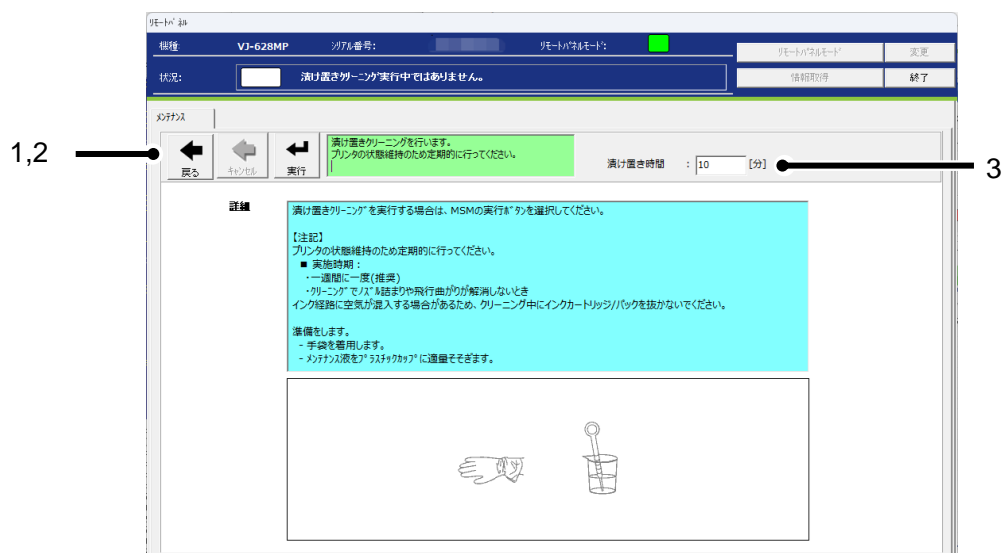 ﾘﾓｰﾄﾊﾟﾈﾙ
機種: VJ-628MP ｼﾘｱﾙ番号: ﾘﾓｰﾄﾊﾟﾈﾙﾓｰﾄﾞ:
ﾘﾓｰﾄﾊﾟﾈﾙﾓｰﾄﾞ 変更
状況: 漬け置きｸﾘｰﾆﾝｸﾞ実行中ではありません。
情報取得 終了
ﾒﾝﾃﾅﾝｽ
1,2
戻る ｷｬﾝｾﾙ 実行
漬け置きクリーニングを行います。
プリンタの状態維持のため定期的に行ってください。
漬け置き時間 : 10 [分]
3
詳細
漬け置きｸﾘｰﾆﾝｸﾞを実行する場合は、MSMの実行ﾎﾞﾀﾝを選択してください。
【注記】
プリンタの状態維持のため定期的に行ってください。
■ 実施時期：
・一週間に一度(推奨)
・ｸﾘｰﾆﾝｸﾞでﾉｽﾞﾙ詰まりや飛行曲がりが解消しないとき
インク経路に空気が混入する場合があるため、クリーニング中にインクカートリッジ/パックを抜かないでください。
準備をします。
- 手袋を着用します。
- ﾒﾝﾃﾅﾝｽ液をﾌﾟﾗｽﾁｯｸｶｯﾌﾟに適量そそぎます。